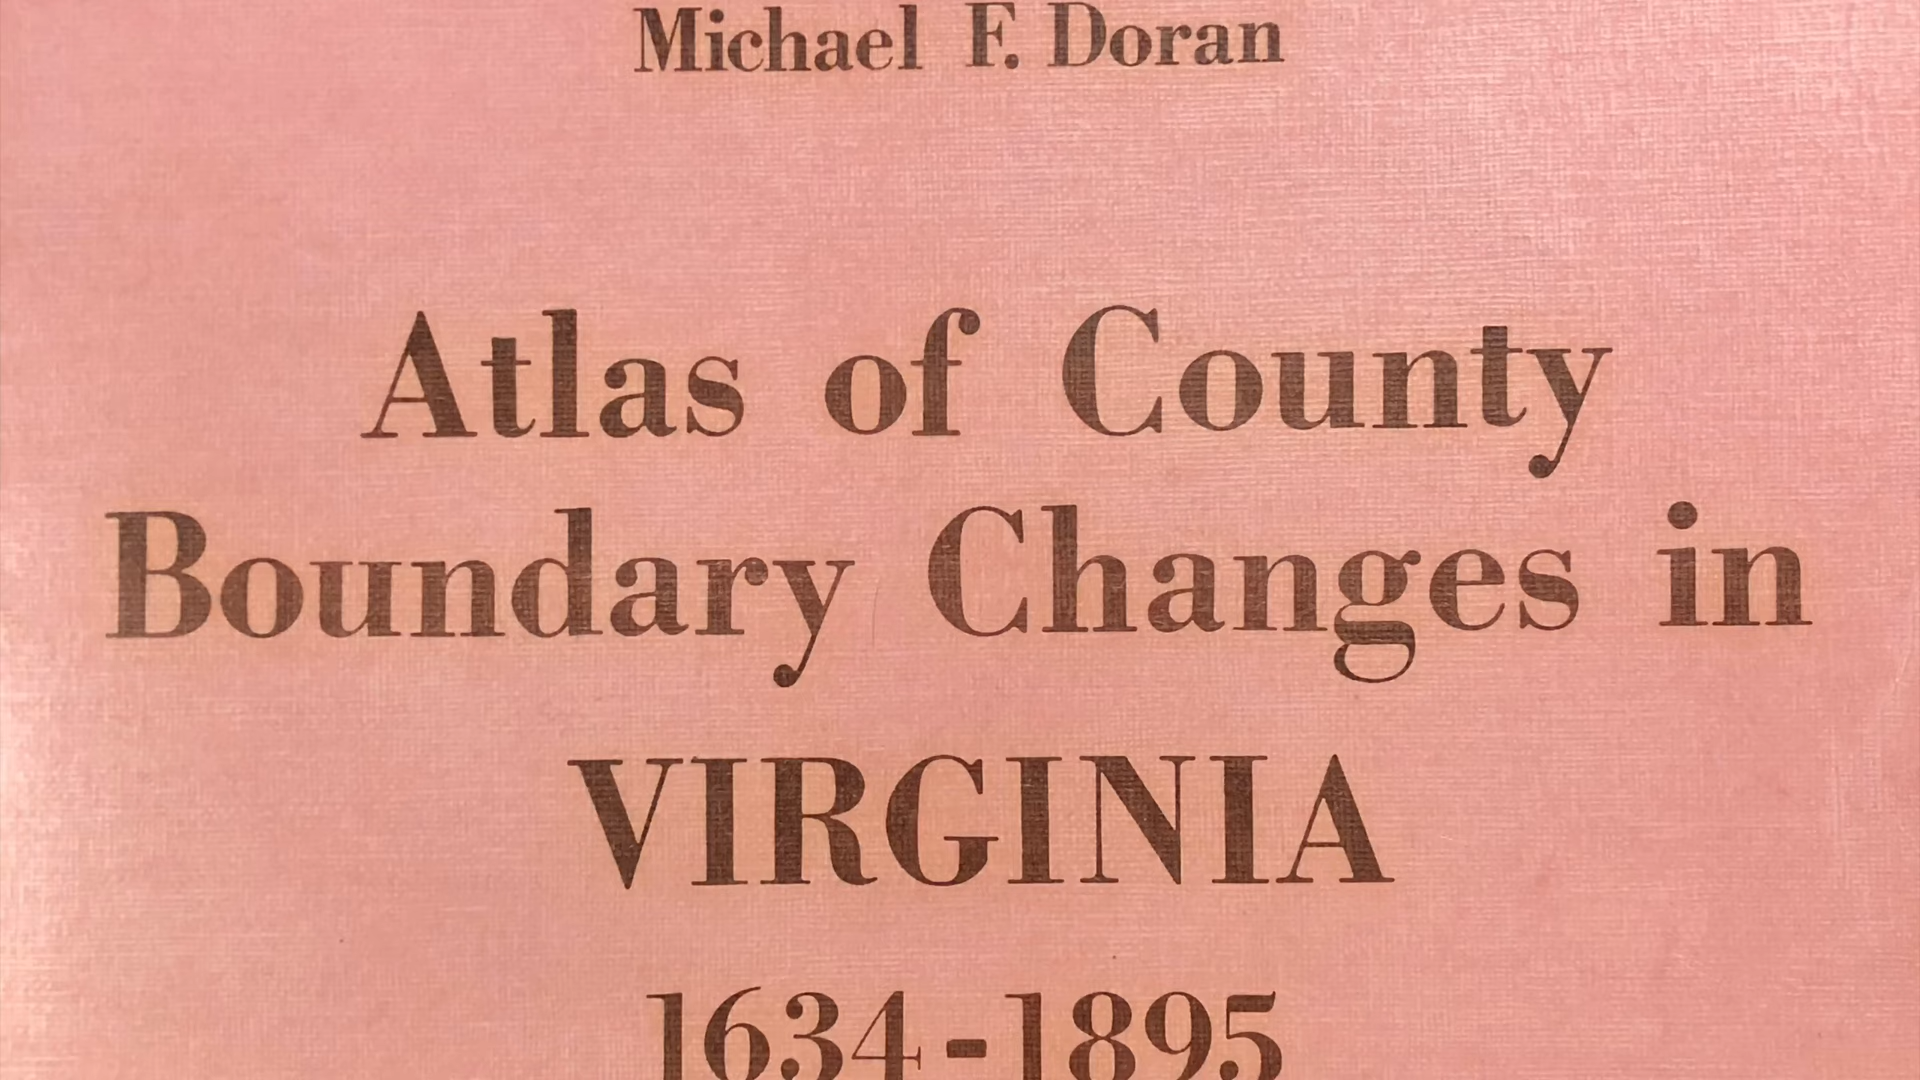 Michael F. Doran
Atlas of County
Boundary Changes in
VIRGINIA
1634-1895